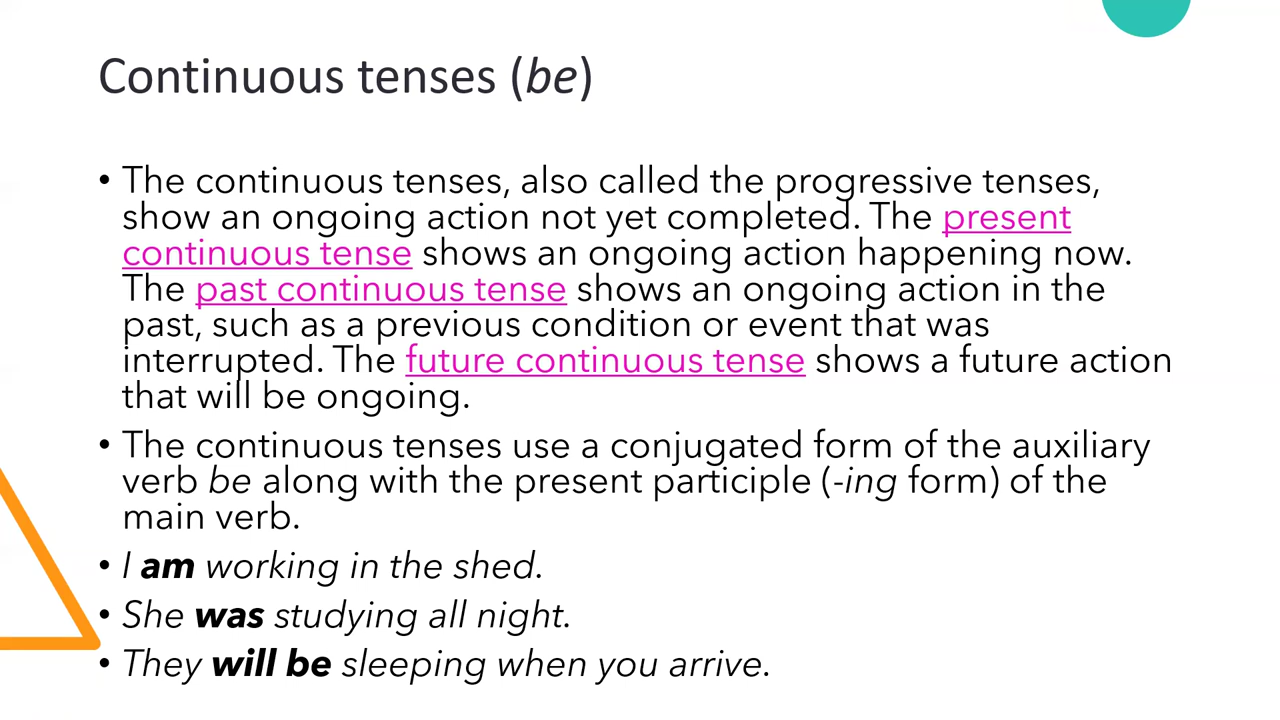 Continuous tenses (be)
• The continuous tenses, also called the progressive tenses,
show an ongoing action not yet completed. The present
continuous tense shows an ongoing action happening now.
The past continuous tense shows an ongoing action in the
past, such as a previous condition or event that was
interrupted. The future continuous tense shows a future action
that will be ongoing.
• The continuous tenses use a conjugated form of the auxiliary
verb be along with the present participle (-ing form) of the
main verb.
• I am working in the shed.
• She was studying all night.
• They will be sleeping when you arrive.